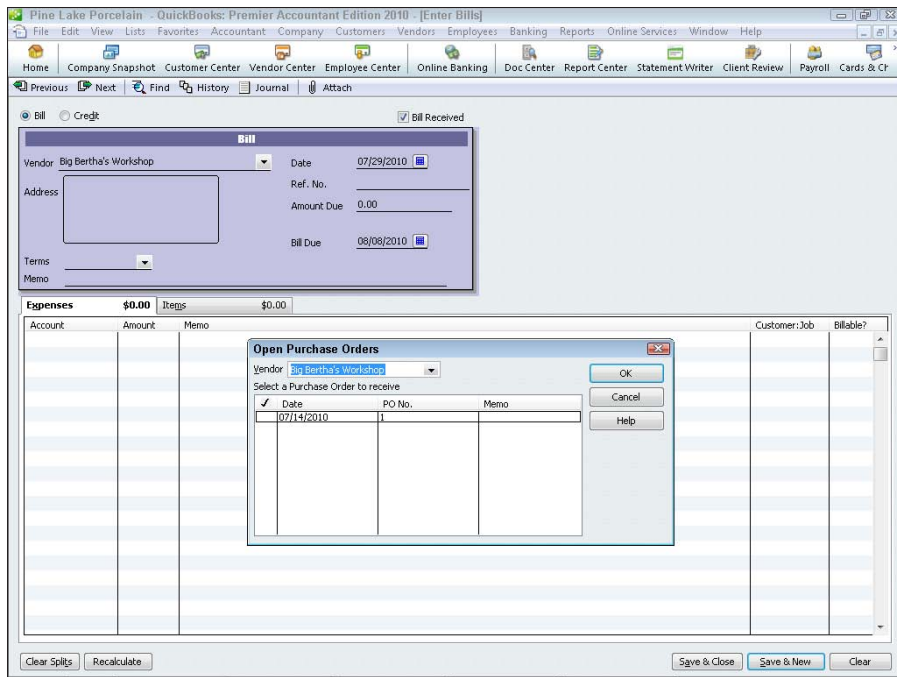 Pine Lake Porcelain - QuickBooks: Premier Accountant Edition 2010 - [Enter Bills]
File Edit View Lists Favorites Accountant Company Customers Vendors Employees Banking Reports Online Services Window Help
Home Company Snapshot Customer Center Vendor Center Employee Center Online Banking Doc Center Report Center Statement Writer Client Review Payroll Cards & Ch
Previous Next Find History Journal Attach
Bill Credit Bill Received
Bill
Vendor Big Bertha's Workshop Date 07/29/2010
Ref. No.
Address
Amount Due 0.00
Bill Due 08/08/2010
Terms
Memo
Expenses $0.00 Items $0.00
Account Amount Memo Customer:Job Billable?
Open Purchase Orders
Vendor Big Bertha's Workshop OK
Select a Purchase Order to receive
Cancel
✓ Date PO No. Memo
07/14/2010 1 Help
Clear Splits Recalculate Save & Close Save & New Clear